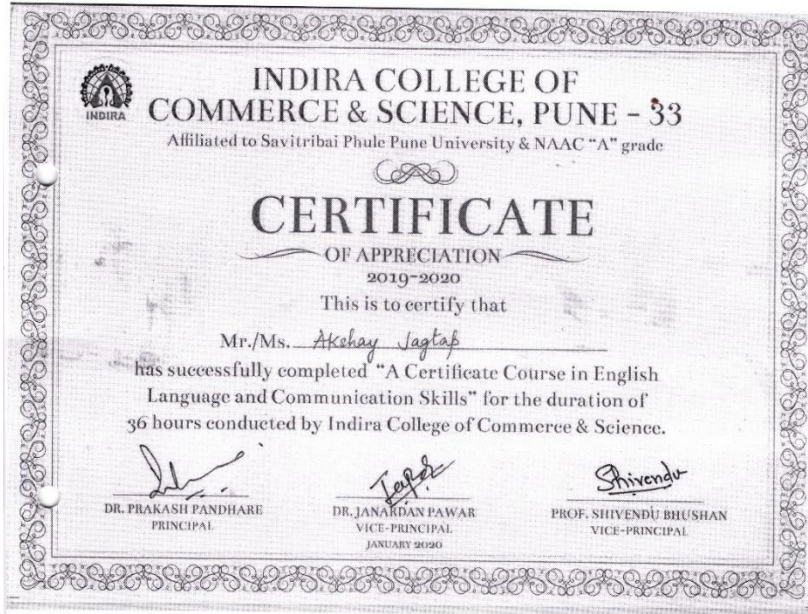 INDIRA
INDIRA COLLEGE OF
COMMERCE & SCIENCE, PUNE - 33
Affiliated to Savitribai Phule Pune University & NAAC "A" grade
CERTIFICATE
OF APPRECIATION
2019-2020
This is to certify that
Mr./Ms. Akshay Jagtap
has successfully completed "A Certificate Course in English
Language and Communication Skills" for the duration of
36 hours conducted by Indira College of Commerce & Science.
Shivendu
DR. PRAKASH PANDHARE
PRINCIPAL
DR. JANARDAN PAWAR
VICE-PRINCIPAL
JANUARY 2020
PROF. SHIVENDU BHUSHAN
VICE-PRINCIPAL